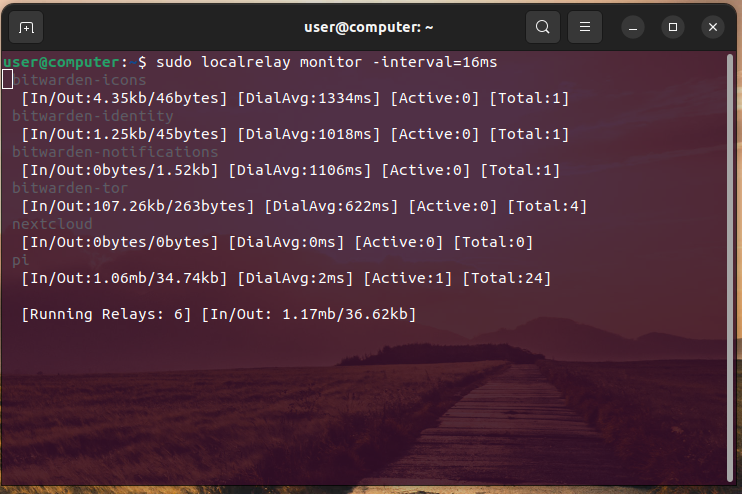 user@computer: ~
user@computer:~$ sudo localrelay monitor -interval=16ms
bitwarden-icons
[In/Out:4.35kb/46bytes] [DialAvg:1334ms] [Active:0] [Total:1]
bitwarden-identity
[In/Out:1.25kb/45bytes] [DialAvg:1018ms] [Active:0] [Total:1]
bitwarden-notifications
[In/Out:0bytes/1.52kb] [DialAvg:1106ms] [Active:0] [Total:1]
bitwarden-tor
[In/Out:107.26kb/263bytes] [DialAvg:622ms] [Active:0] [Total:4]
nextcloud
[In/Out:0bytes/0bytes] [DialAvg:0ms] [Active:0] [Total:0]
pi
[In/Out:1.06mb/34.74kb] [DialAvg:2ms] [Active:1] [Total:24]
[Running Relays: 6] [In/Out: 1.17mb/36.62kb]